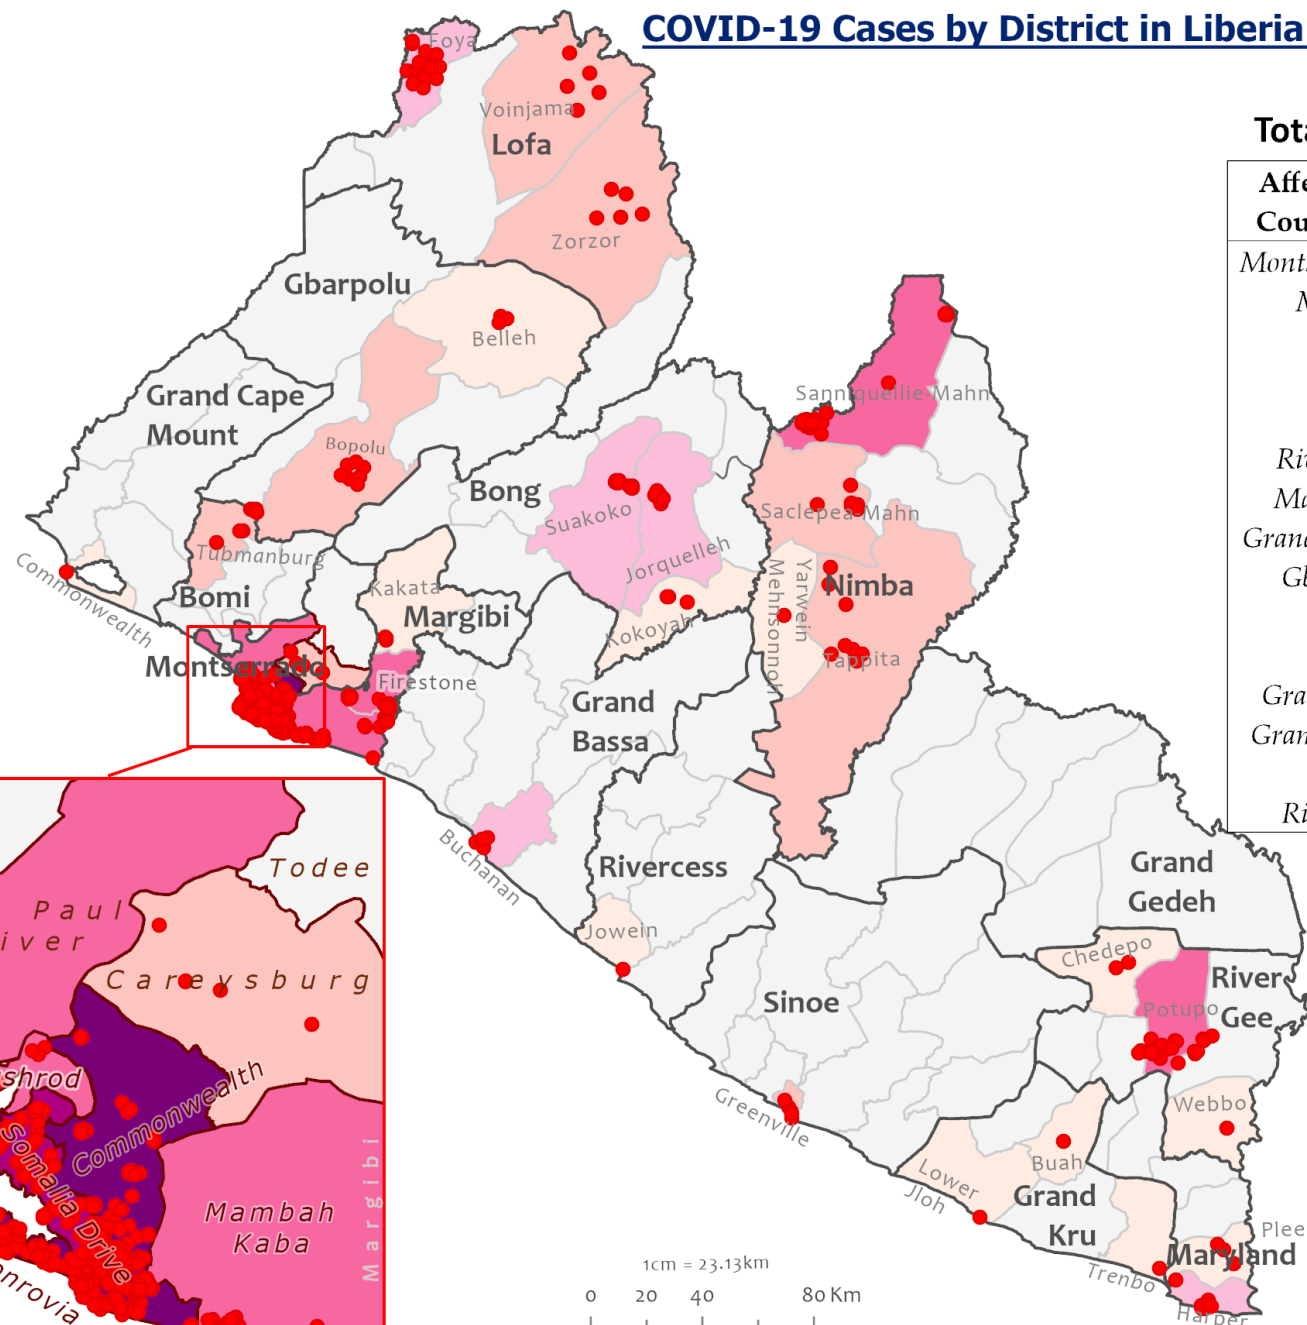 COVID-19 Cases by District in Liberia
Foya
Voinjama
Lofa
Zorzor
Gbarpolu
Belleh
Grand Cape
Mount
Sanniquellie-Mahn
Bopolu
Bong
Suakoko
Saclepea-Mahn
Tubmanburg
Jorquelleh
Commonwealth
Kakata
Yarwein
Mehnsonnoh
Nimba
Bomi
Margibi
Kokoyah
Montserrado
Tappita
Firestone
Grand
Bassa
Buchanan
Rivercess
Jowein
Grand
Gedeh
Chedepo
Sinoe
River
Gee
Potupo
Greenville
Webbo
Buah
Lower
Jloh
Grand
Kru
Plee
Maryland
Trenbo
Harper
Todee
Paul
iver
Careysburg
shrod
Commonwealth
Somalia Drive
Mambah
Kaba
Margibi
onrovia
1cm = 23.13km
0 20 40 80 Km
Tota
Affe
Cou
Monts
Ri
Ma
Grand
Gb
Gra
Gran
Ri